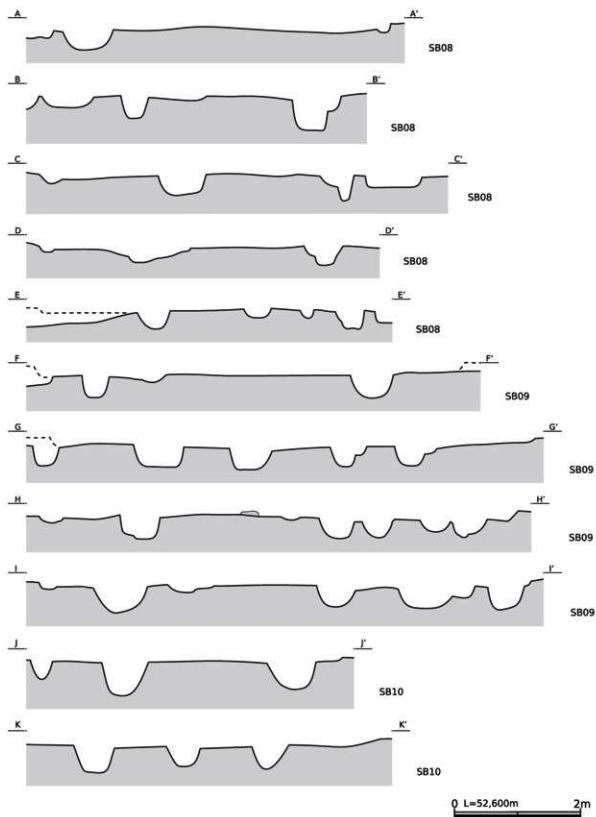 A A'
SB08
B B'
SB08
C C'
SB08
D D'
SB08
E E'
SB08
F F'
SB09
G G'
SB09
H H'
SB09
I I'
SB09
J J'
SB10
K K'
SB10
0 L=52,600m 2m